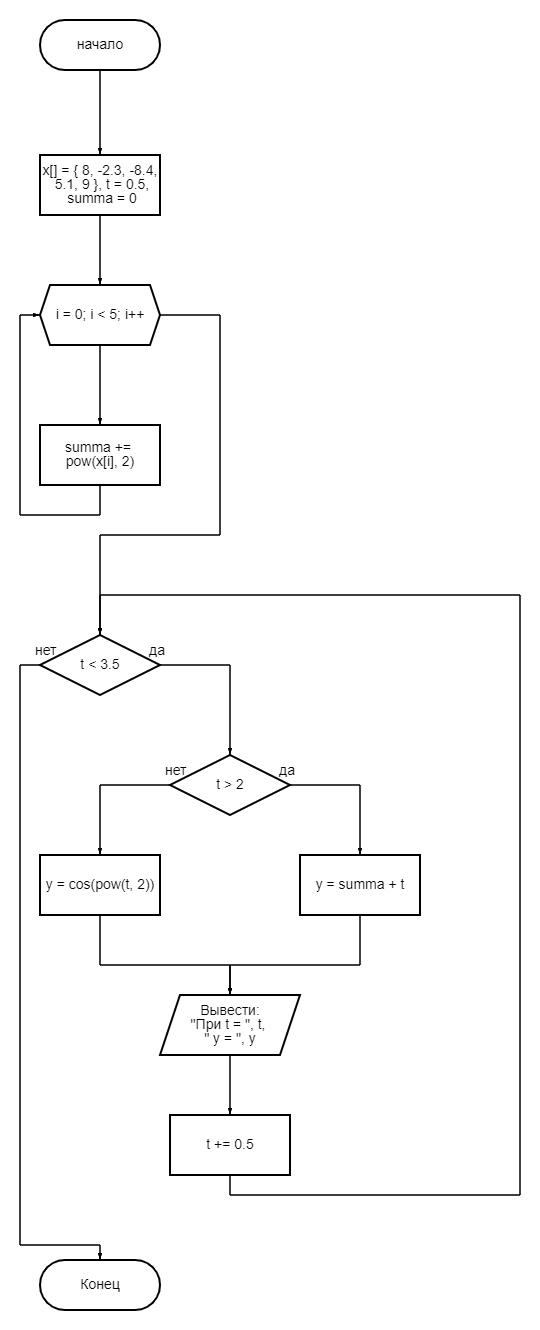 начало
x[] = { 8, -2.3, -8.4,
5.1, 9 }, t = 0.5,
summa = 0
i = 0; i < 5; i++
summa +=
pow(x[i], 2)
нет
да
t < 3.5
нет
да
t > 2
y = cos(pow(t, 2))
y = summa + t
Вывести:
"При t = ", t,
" y = ", y
t += 0.5
Конец